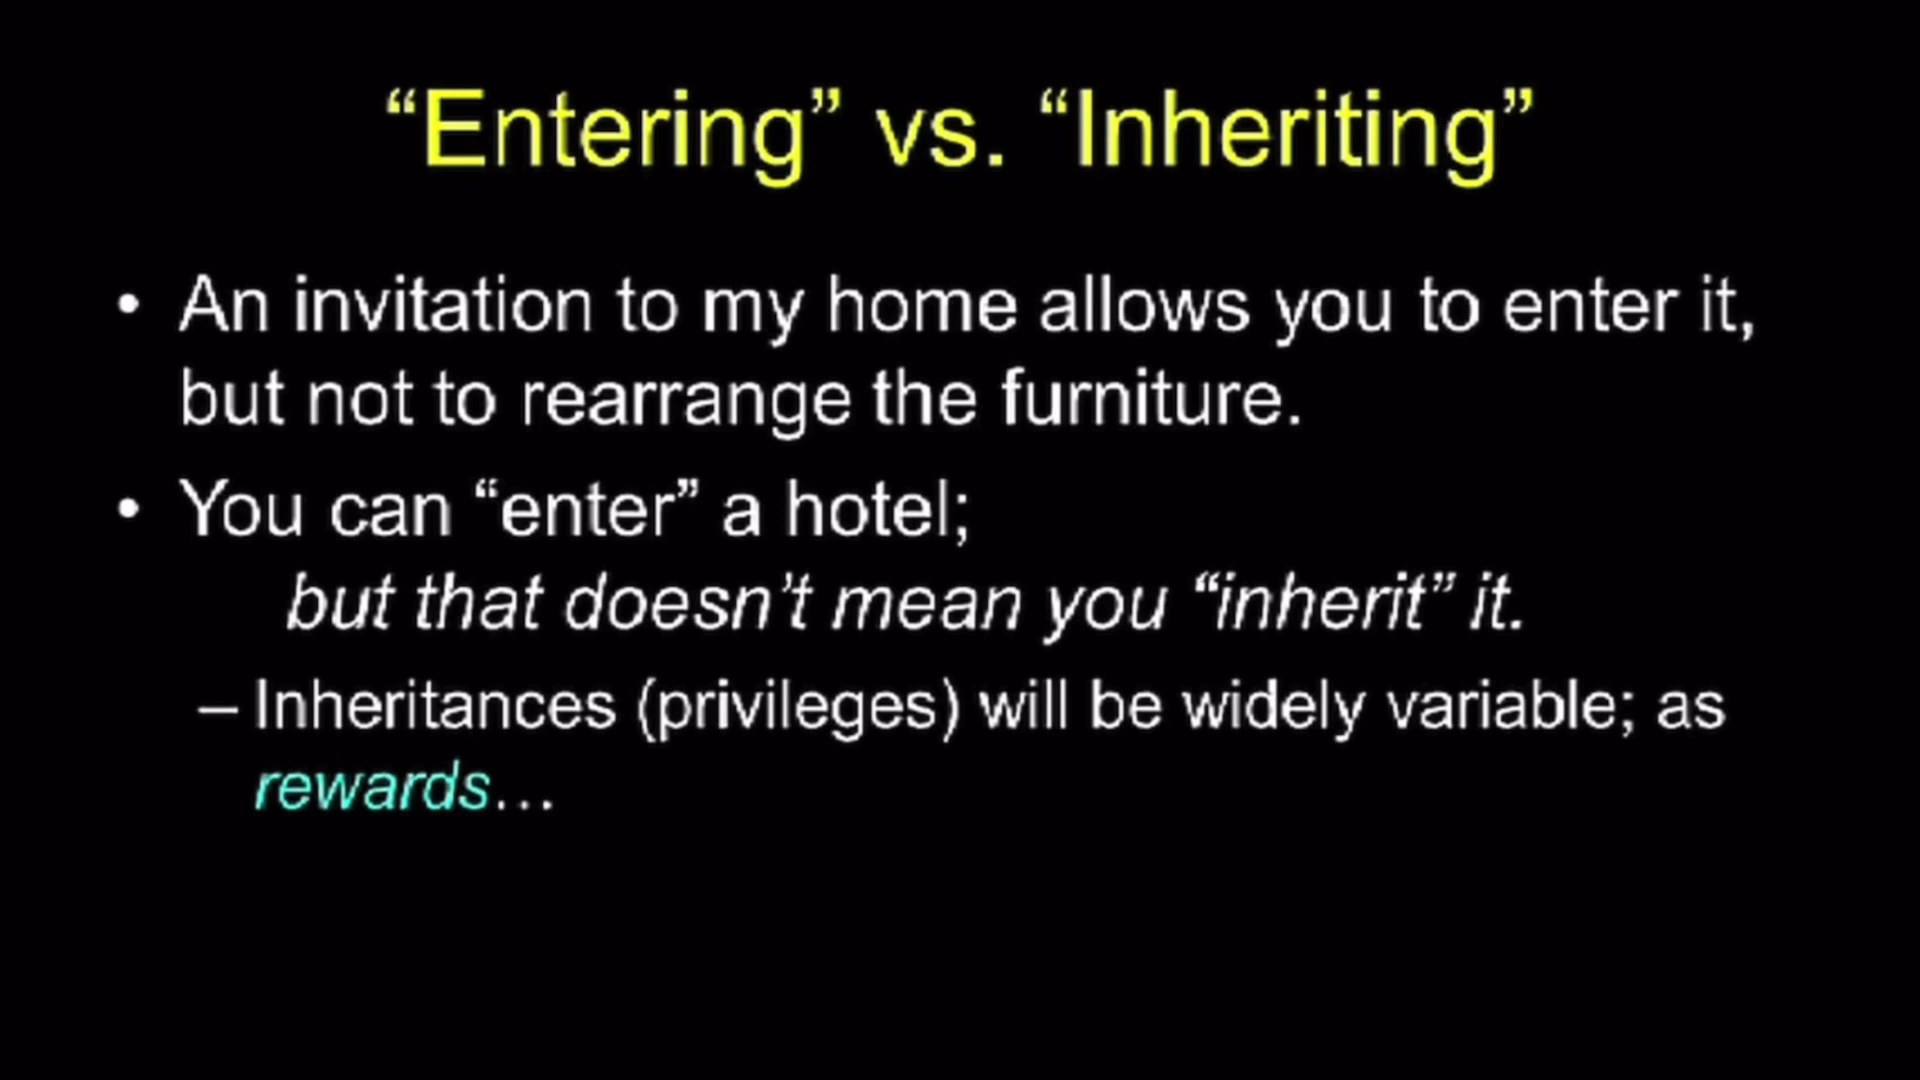 “Entering” vs. “Inheriting”
• An invitation to my home allows you to enter it,
but not to rearrange the furniture.
• You can “enter” a hotel;
but that doesn’t mean you “inherit” it.
– Inheritances (privileges) will be widely variable; as
rewards…